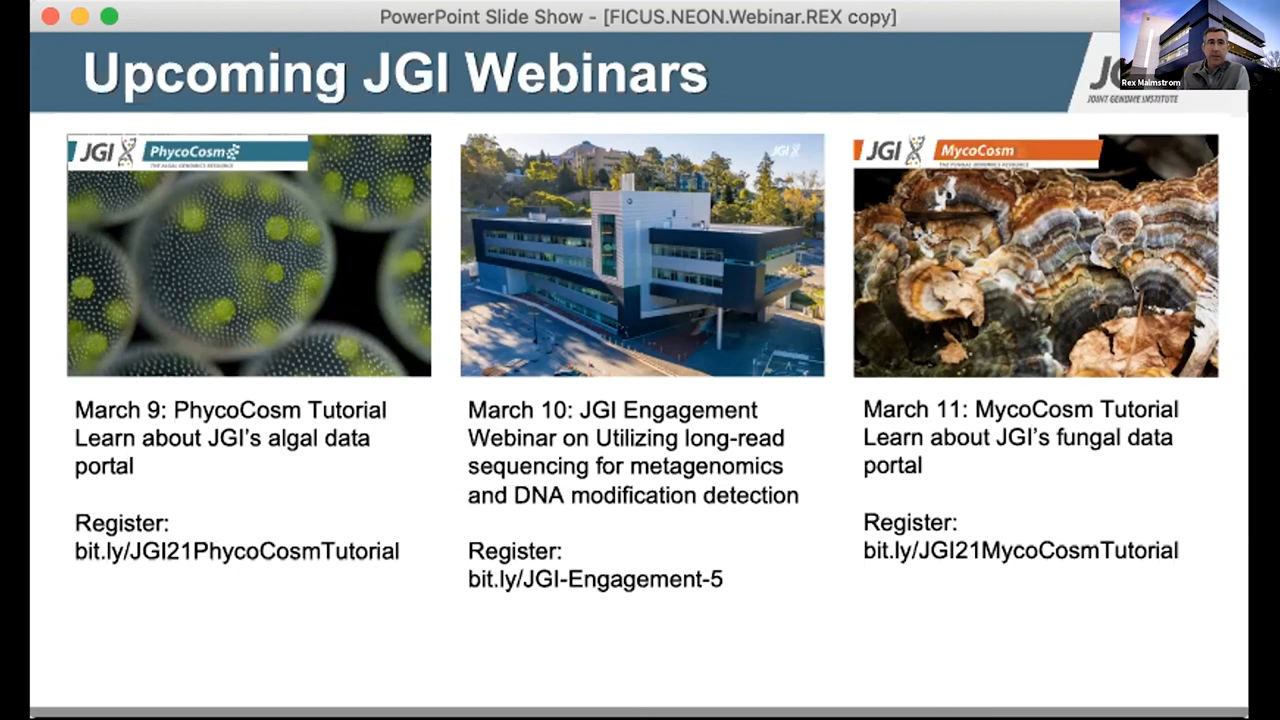 PowerPoint Slide Show - [FICUS.NEON.Webinar.REX copy]
Upcoming JGI Webinars
Rex Malmstrom
JOINT GENOME INSTITUTE
JGI PhycoCosm
THE ALGAL GENOMICS RESOURCE
JGI
JGI MycoCosm
THE FUNGAL GENOMICS RESOURCE
March 9: PhycoCosm Tutorial
Learn about JGI's algal data
portal
Register:
bit.ly/JGI21PhycoCosmTutorial
March 10: JGI Engagement
Webinar on Utilizing long-read
sequencing for metagenomics
and DNA modification detection
Register:
bit.ly/JGI-Engagement-5
March 11: MycoCosm Tutorial
Learn about JGI's fungal data
portal
Register:
bit.ly/JGI21MycoCosmTutorial